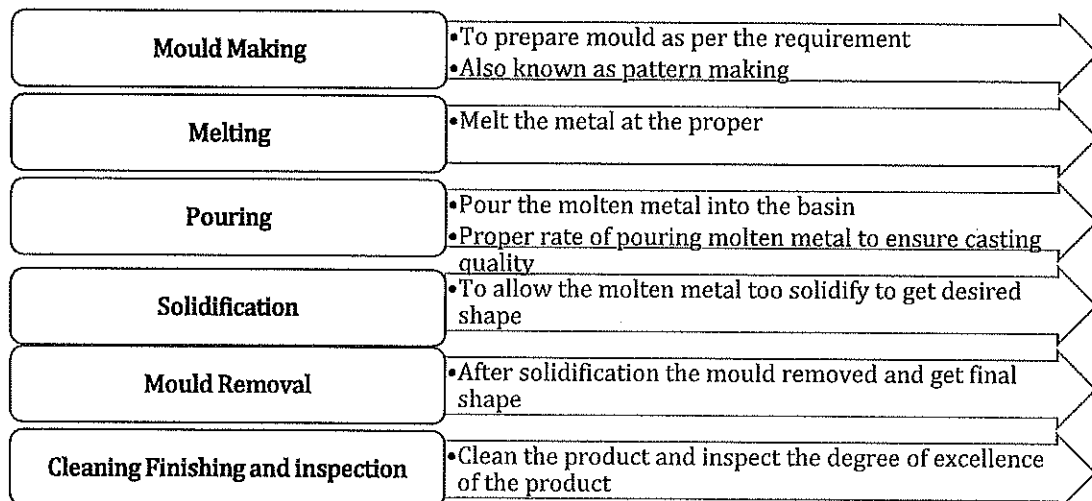 Mould Making
•To prepare mould as per the requirement
•Also known as pattern making
Melting
•Melt the metal at the proper
Pouring
•Pour the molten metal into the basin
•Proper rate of pouring molten metal to ensure casting
quality
Solidification
•To allow the molten metal too solidify to get desired
shape
Mould Removal
•After solidification the mould removed and get final
shape
Cleaning Finishing and inspection
•Clean the product and inspect the degree of excellence
of the product